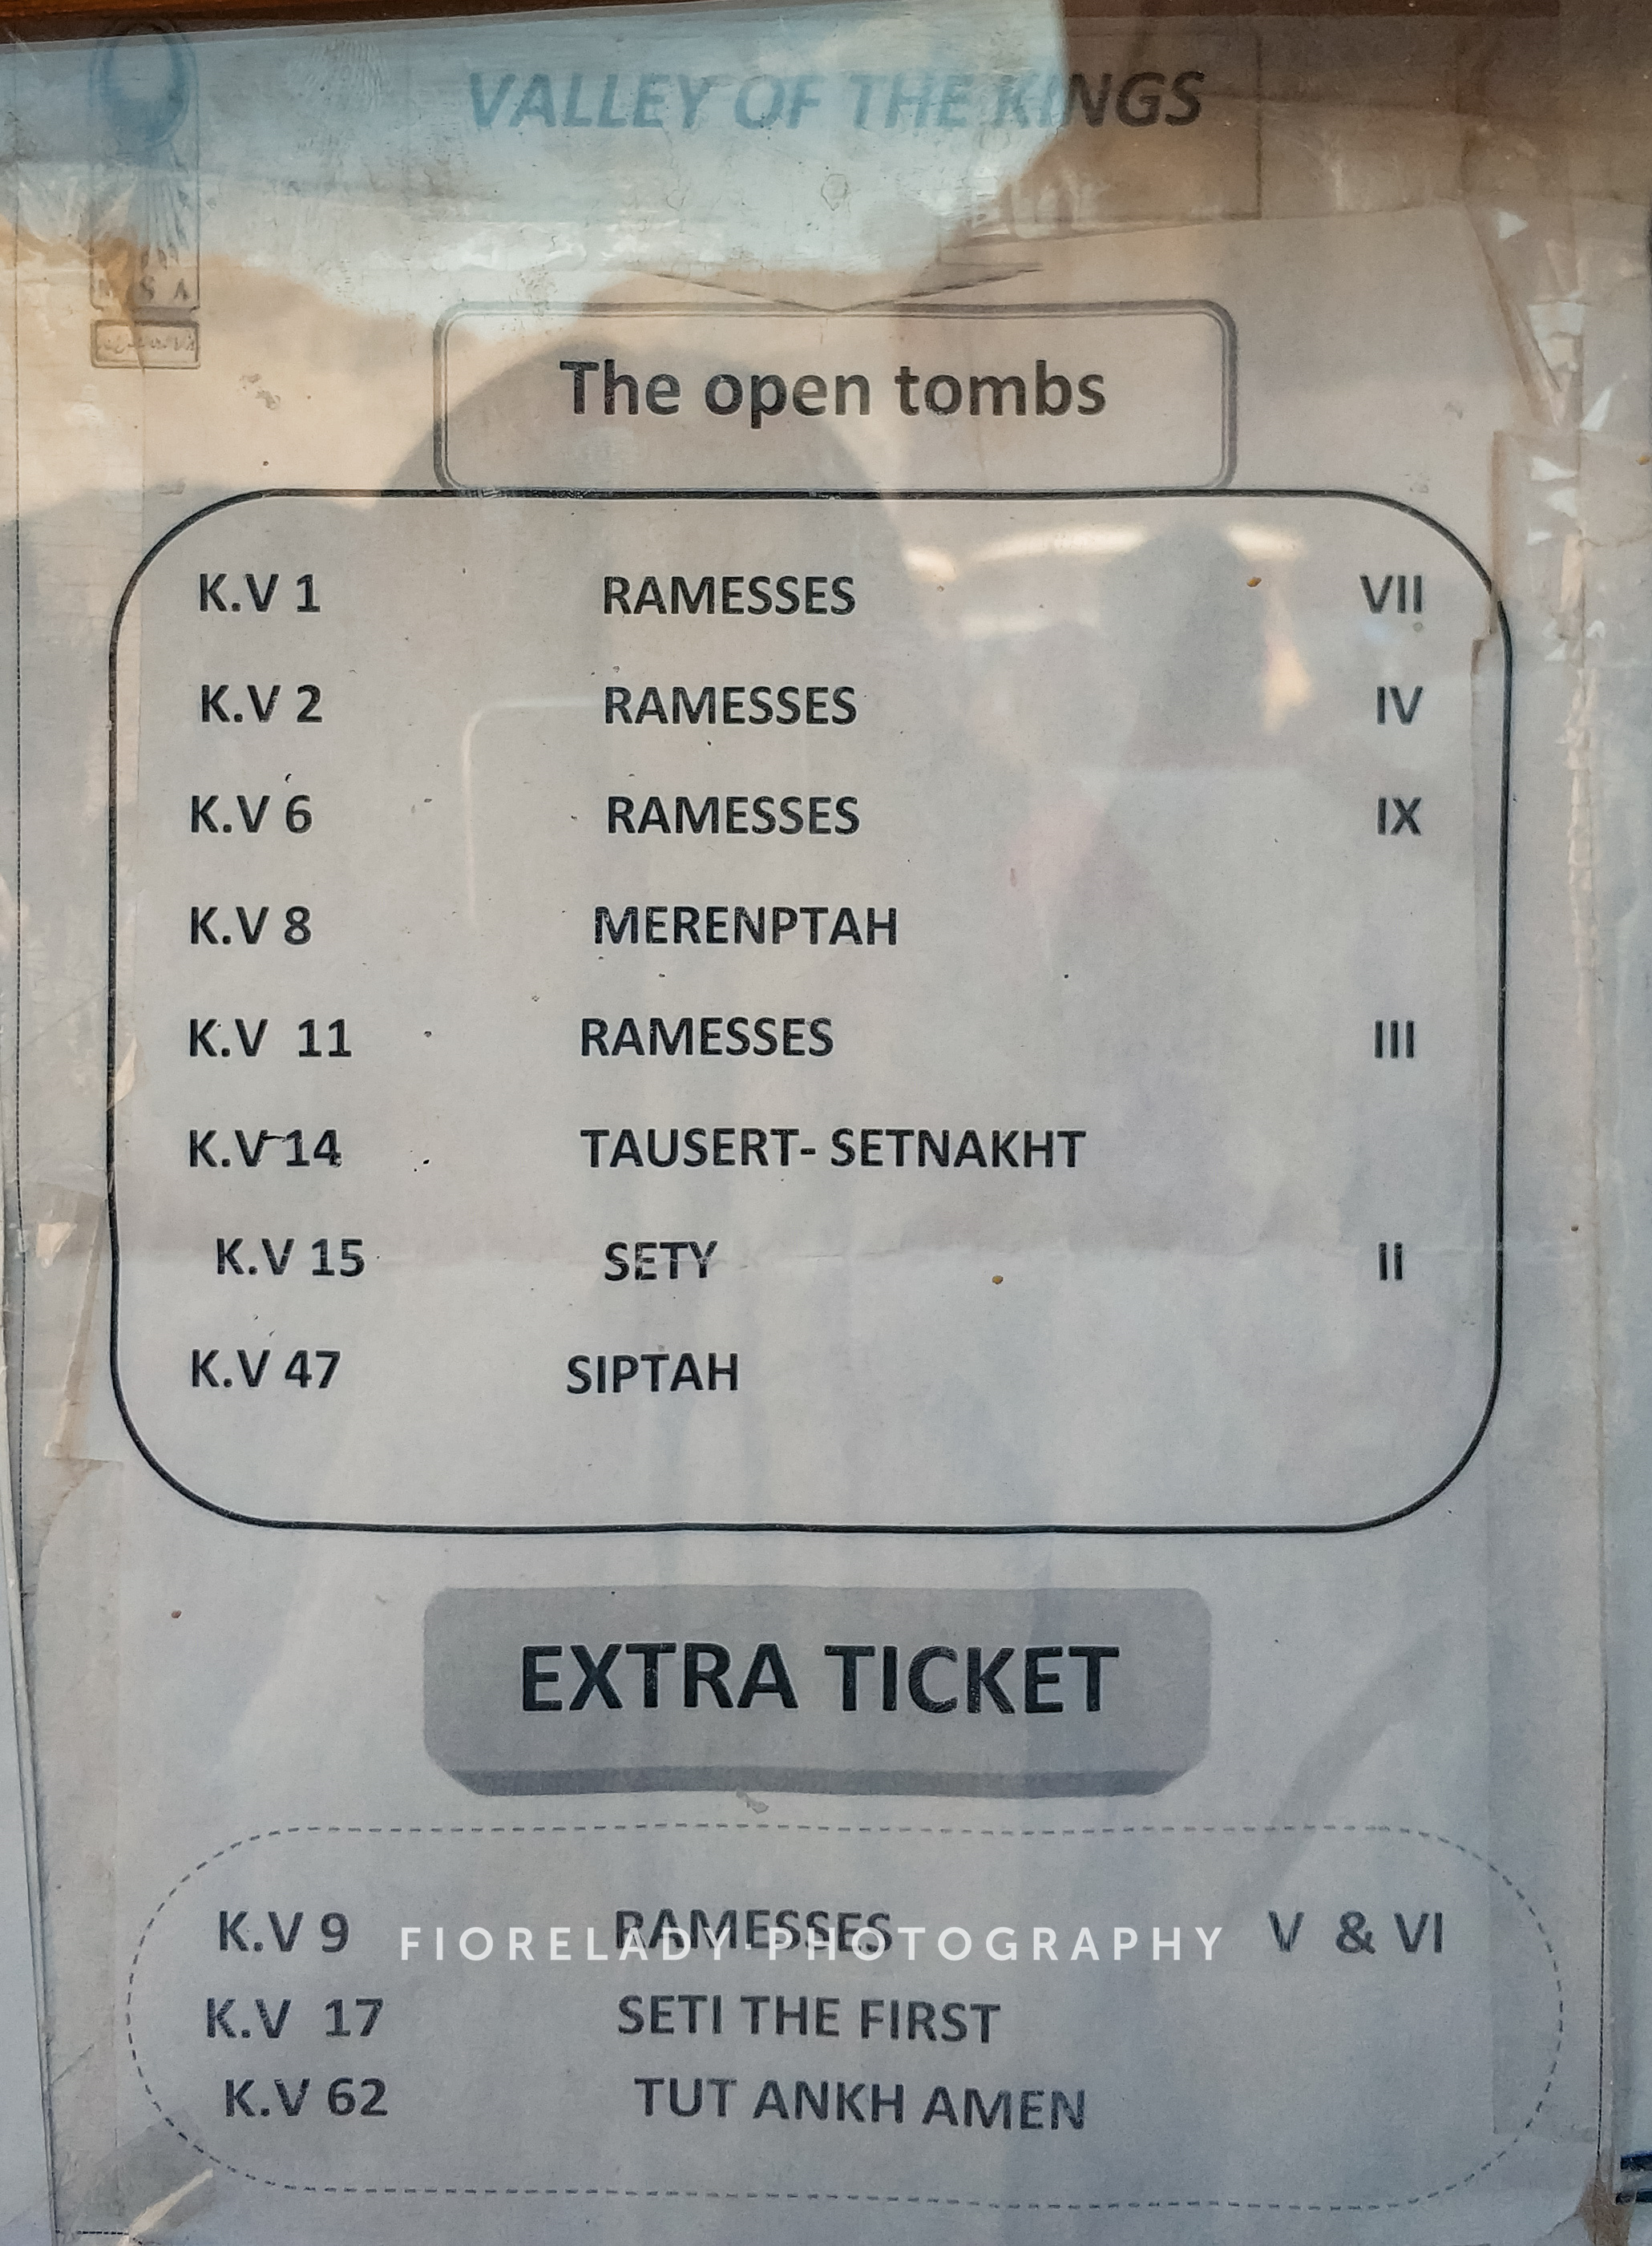 VALLEY OF THE KINGS
The open tombs
K.V 1 RAMESSES VII
K.V 2 RAMESSES IV
K.V 6 RAMESSES IX
K.V 8 MERENPTAH
K.V 11 RAMESSES III
K.V 14 TAUSERT- SETNAKHT
K.V 15 SETY II
K.V 47 SIPTAH
EXTRA TICKET
K.V 9 RAMESSES V & VI
FIORELADY·PHOTOGRAPHY
K.V 17 SETI THE FIRST
K.V 62 TUT ANKH AMEN